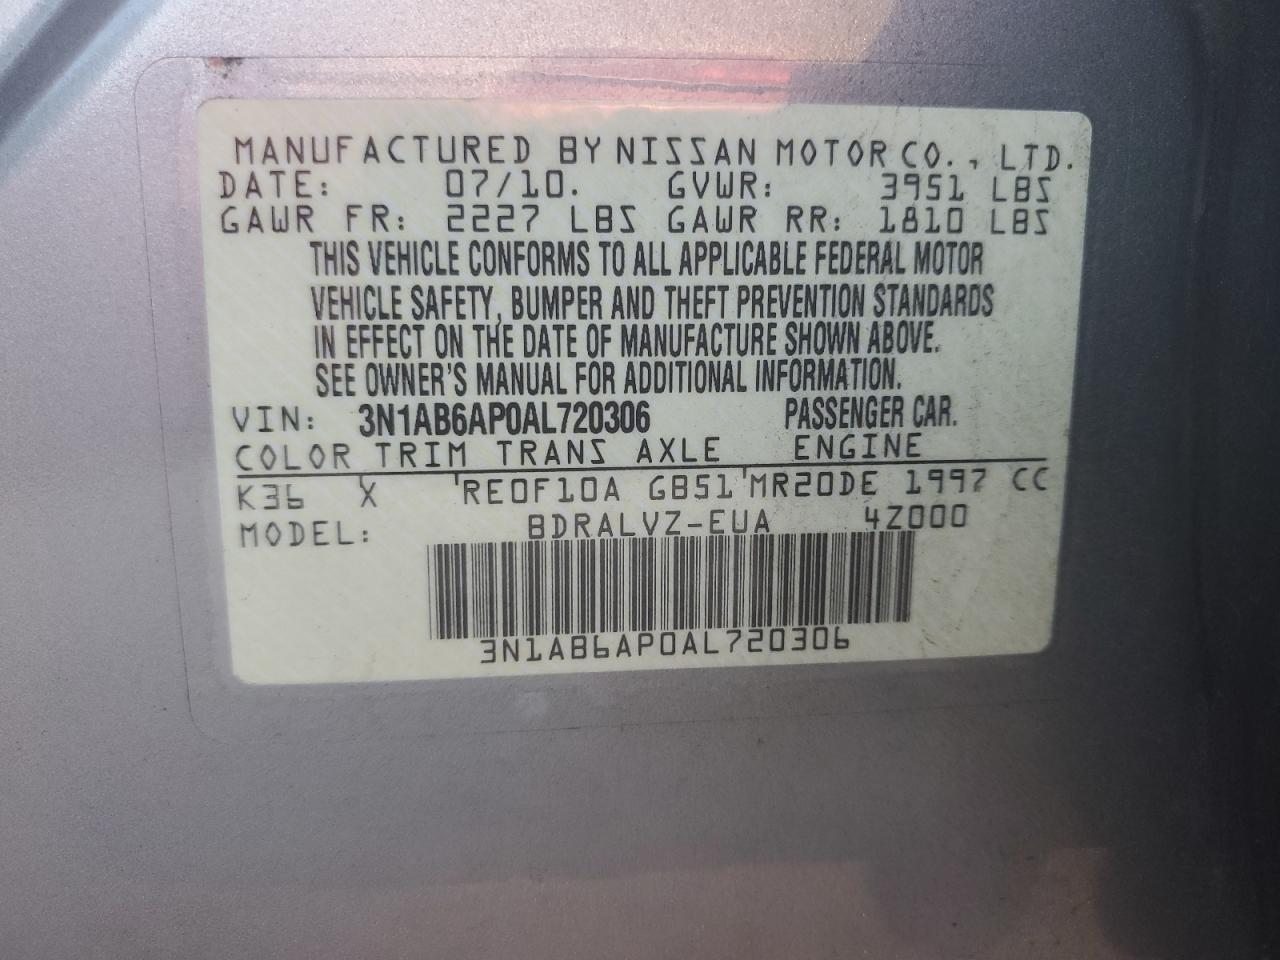 MANUFACTURED BY NISSAN MOTOR CO., LTD.
DATE: 07/10. GVWR: 3951 LBS
GAWR FR: 2227 LBS GAWR RR: 1810 LBS
THIS VEHICLE CONFORMS TO ALL APPLICABLE FEDERAL MOTOR
VEHICLE SAFETY, BUMPER AND THEFT PREVENTION STANDARDS
IN EFFECT ON THE DATE OF MANUFACTURE SHOWN ABOVE.
SEE OWNER'S MANUAL FOR ADDITIONAL INFORMATION.
VIN: 3N1AB6AP0AL720306 PASSENGER CAR.
COLOR TRIM TRANS AXLE ENGINE
K36 X RE0F10A GB51 MR20DE 1997 CC
MODEL: BDRALVZ-EUA 4Z000
3N1AB6AP0AL720306